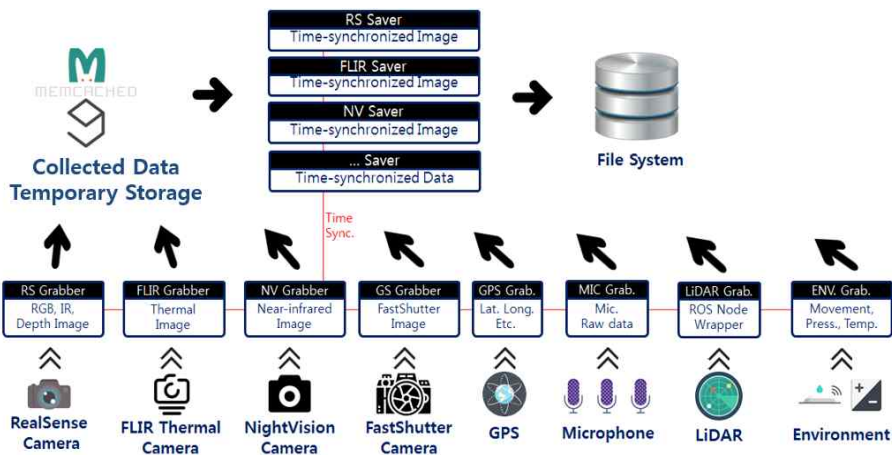 RS Saver
Time-synchronized Image
FLIR Saver
Time-synchronized Image
NV Saver
Time-synchronized Image
... Saver
Time-synchronized Data
MEMCACHED
Collected Data
Temporary Storage
File System
Time
Sync.
RS Grabber
RGB, IR,
Depth Image
FLIR Grabber
Thermal
Image
NV Grabber
Near-infrared
Image
GS Grabber
FastShutter
Image
GPS Grab.
Lat. Long.
Etc.
MIC Grab.
Mic.
Raw data
LiDAR Grab.
ROS Node
Wrapper
ENV. Grab.
Movement,
Press., Temp.
RealSense
Camera
FLIR Thermal
Camera
NightVision
Camera
FastShutter
Camera
GPS
Microphone
LiDAR
Environment